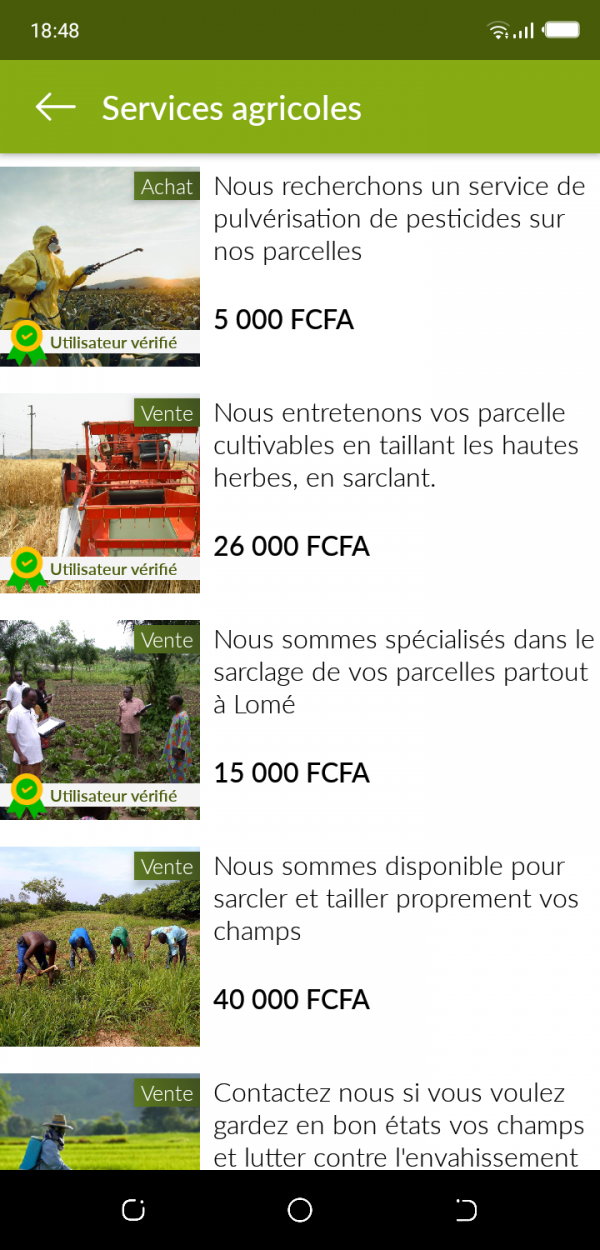 18:48
Services agricoles
Achat
Nous recherchons un service de
pulvérisation de pesticides sur
nos parcelles
5 000 FCFA
Utilisateur vérifié
Vente
Nous entretenons vos parcelle
cultivables en taillant les hautes
herbes, en sarclant.
26 000 FCFA
Utilisateur vérifié
Vente
Nous sommes spécialisés dans le
sarclage de vos parcelles partout
à Lomé
15 000 FCFA
Utilisateur vérifié
Vente
Nous sommes disponible pour
sarcler et tailler proprement vos
champs
40 000 FCFA
Vente
Contactez nous si vous voulez
gardez en bon états vos champs
et lutter contre l'envahissement